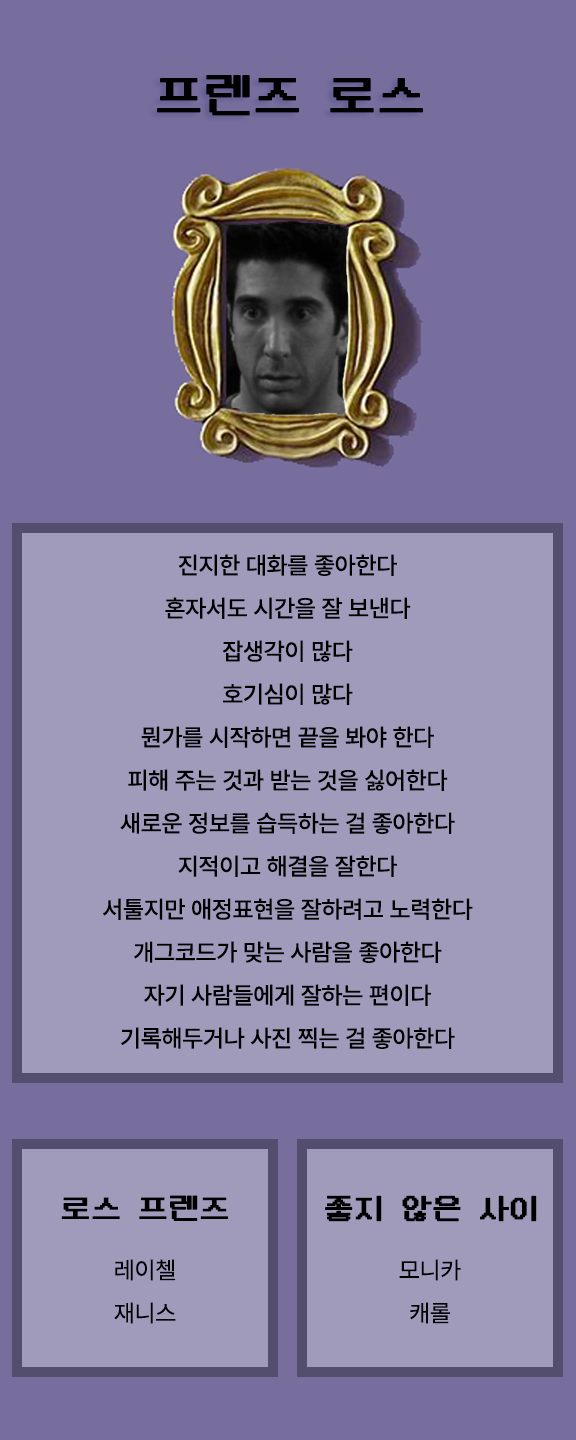 프렌즈 로스
진지한 대화를 좋아한다
혼자서도 시간을 잘 보낸다
잡생각이 많다
호기심이 많다
뭔가를 시작하면 끝을 봐야 한다
피해 주는 것과 받는 것을 싫어한다
새로운 정보를 습득하는 걸 좋아한다
지적이고 해결을 잘한다
서툴지만 애정표현을 잘하려고 노력한다
개그코드가 맞는 사람을 좋아한다
자기 사람들에게 잘하는 편이다
기록해두거나 사진 찍는 걸 좋아한다
로스 프렌즈
레이첼
재니스
좋지 않은 사이
모니카
캐롤